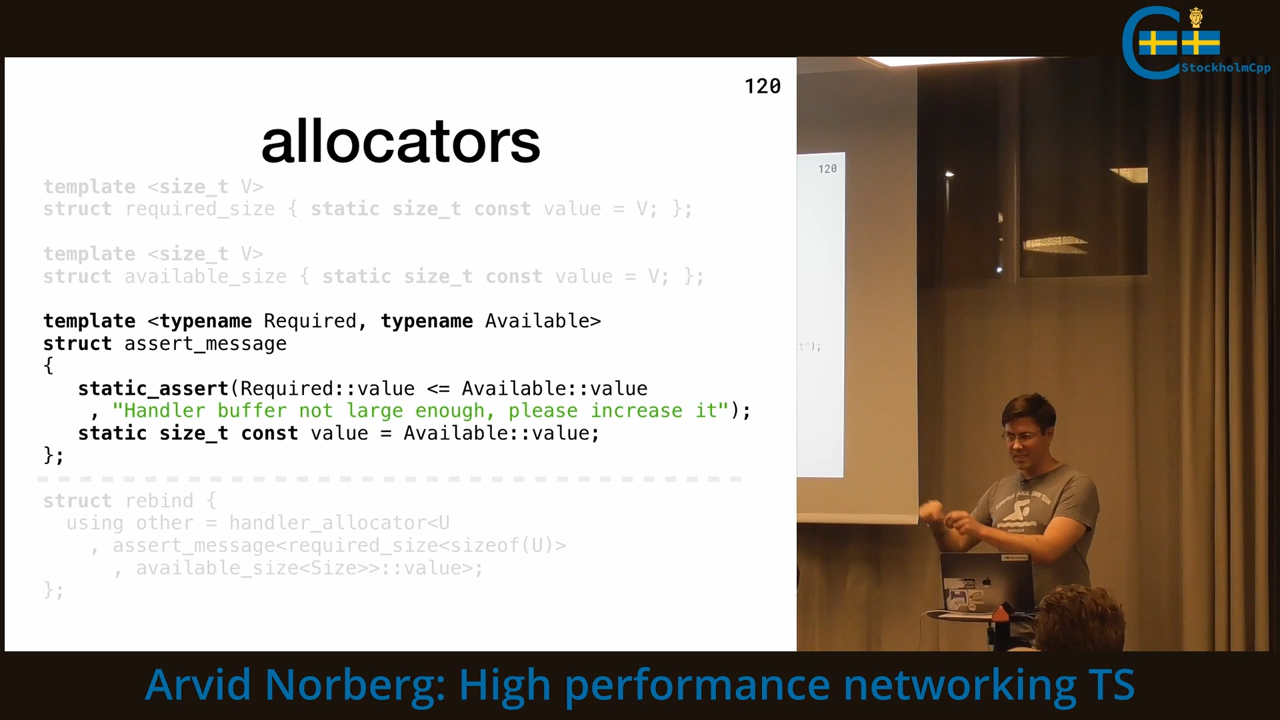 StockholmCpp
120
allocators
template <size_t V>
struct required_size { static size_t const value = V; };
template <size_t V>
struct available_size { static size_t const value = V; };
template <typename Required, typename Available>
struct assert_message
{
static_assert(Required::value <= Available::value
, "Handler buffer not large enough, please increase it");
static size_t const value = Available::value;
};
struct rebind {
using other = handler_allocator<U
, assert_message<required_size<sizeof(U)>
, available_size<Size>>::value>;
};
120
t");
Arvid Norberg: High performance networking TS